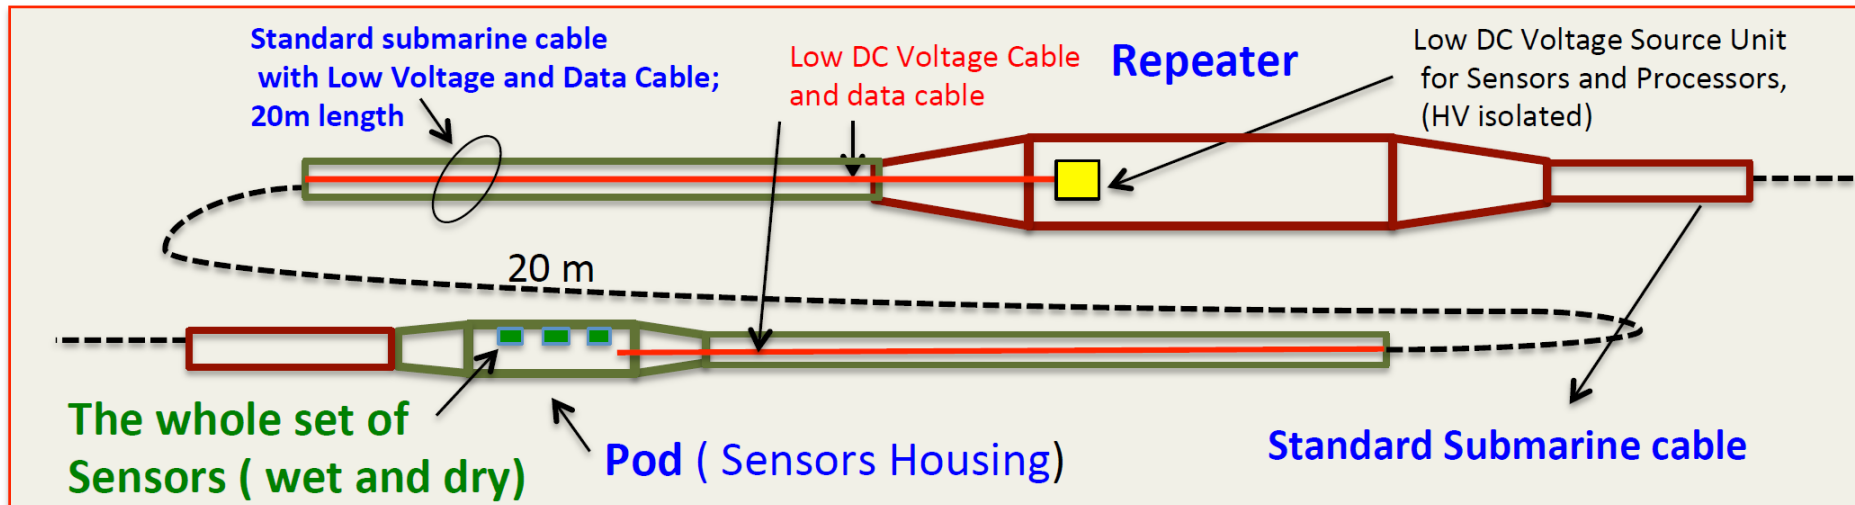 Standard submarine cable
with Low Voltage and Data Cable;
20m length
Low DC Voltage Cable
and data cable
Repeater
Low DC Voltage Source Unit
for Sensors and Processors,
(HV isolated)
20 m
The whole set of
Sensors ( wet and dry)
Pod ( Sensors Housing)
Standard Submarine cable